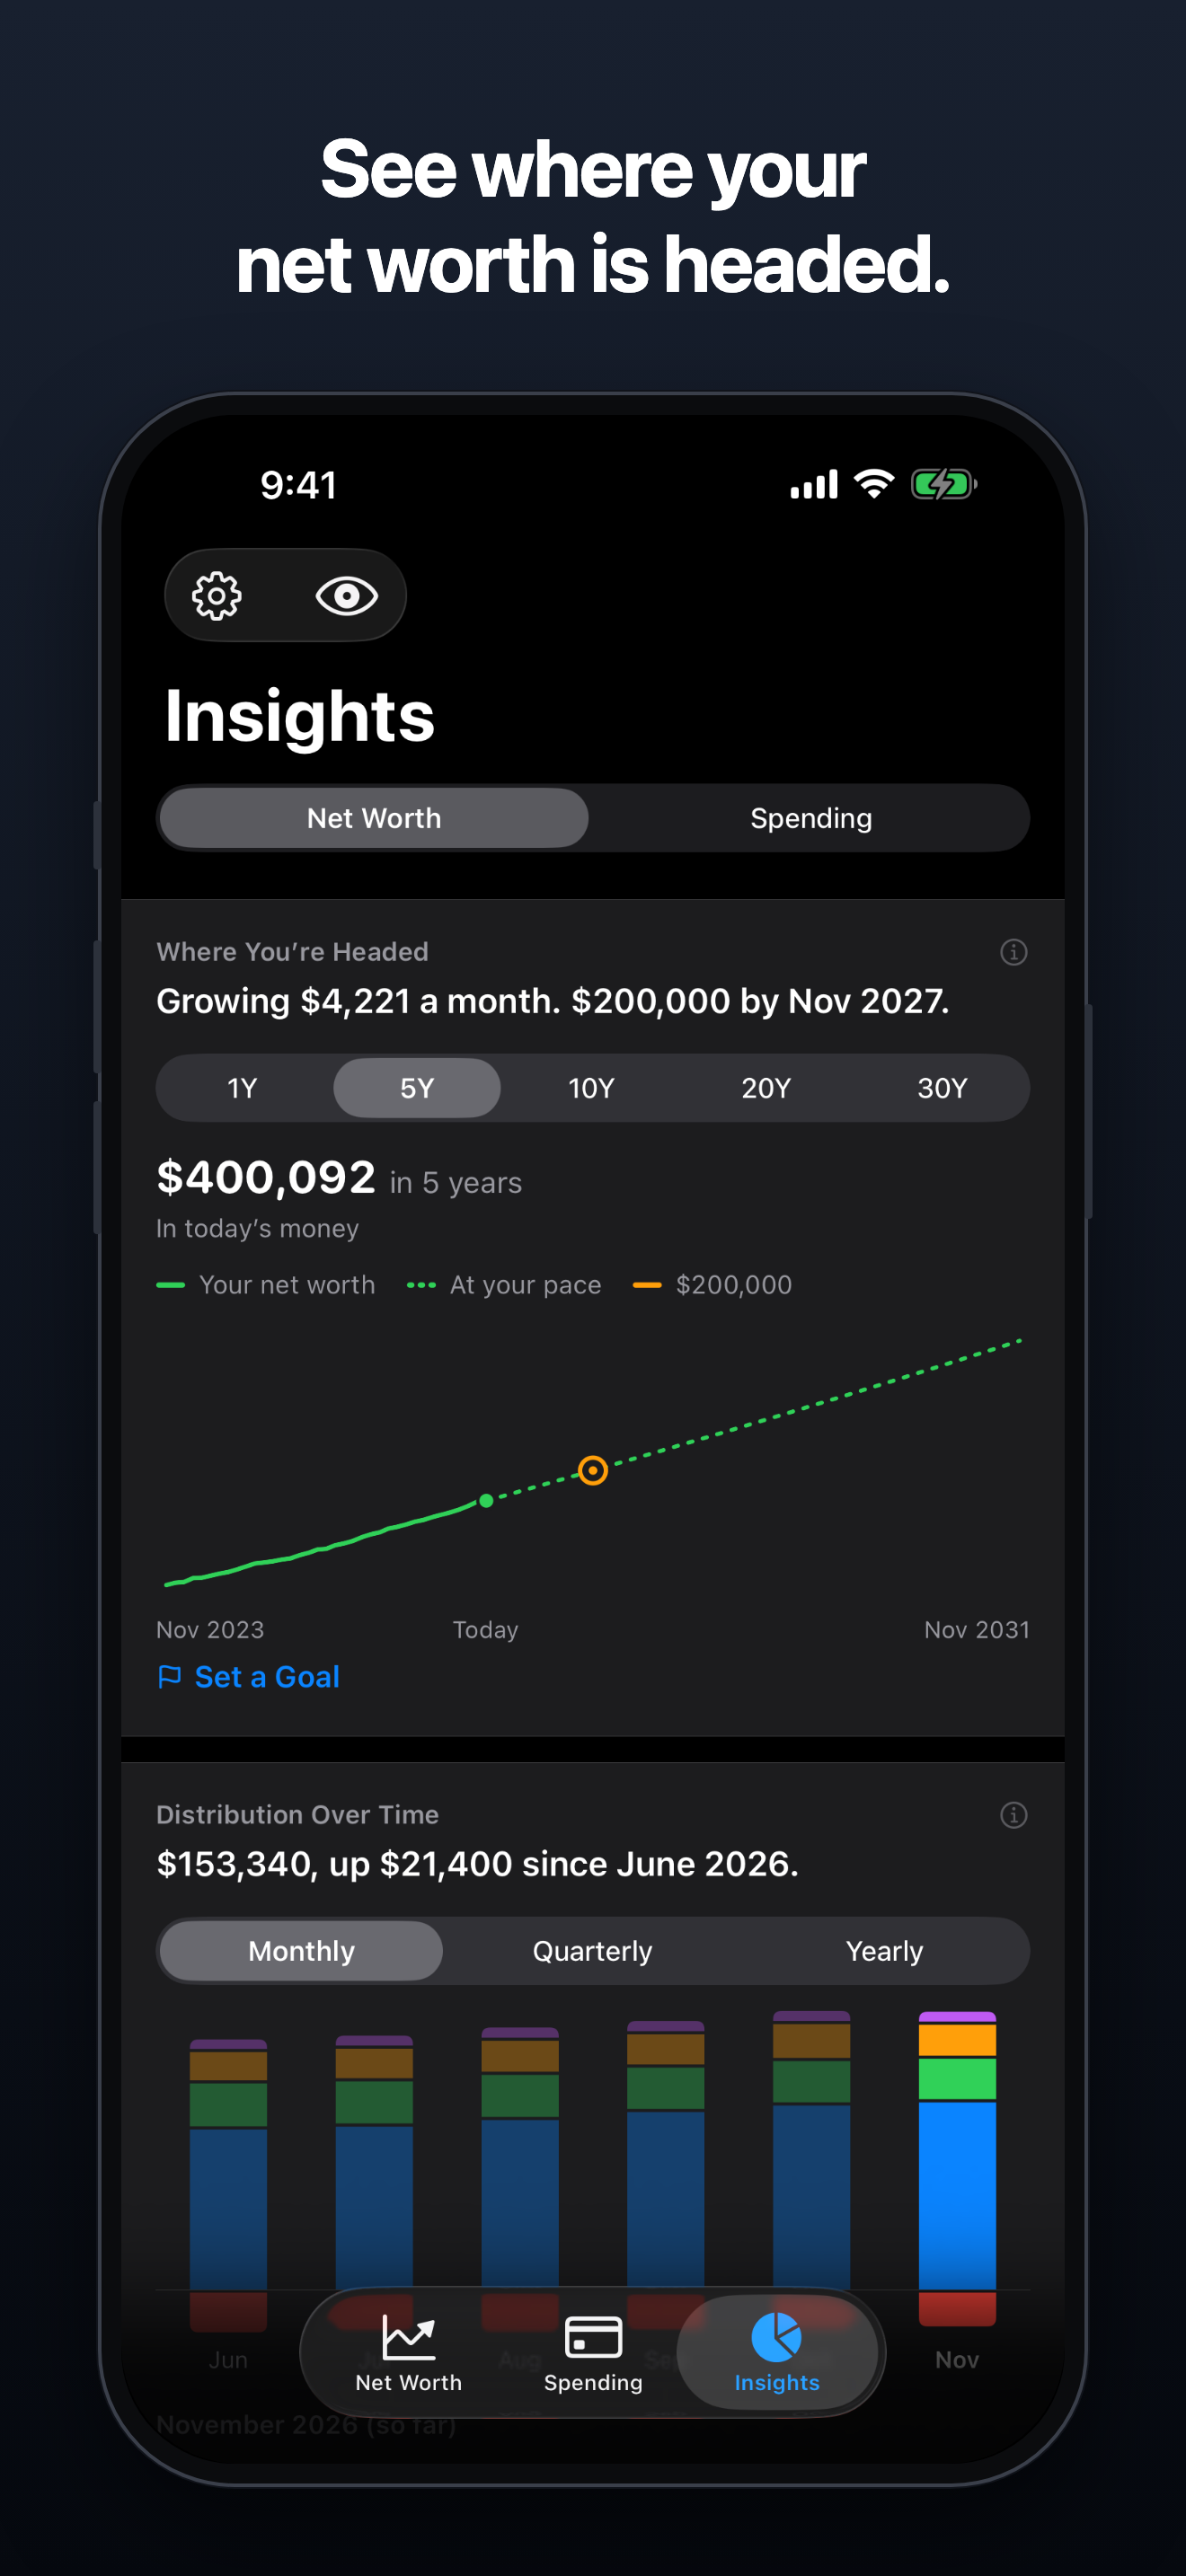 See where your
net worth is headed.
9:41
Insights
Net Worth
Spending
Where You're Headed
Growing $4,221 a month. $200,000 by Nov 2027.
1Y
5Y
10Y
20Y
30Y
$400,092 in 5 years
In today's money
Your net worth
At your pace
$200,000
Nov 2023
Today
Nov 2031
Set a Goal
Distribution Over Time
$153,340, up $21,400 since June 2026.
Monthly
Quarterly
Yearly
Jun
Aug
Nov
Net Worth
Spending
Insights
November 2026 (so far)